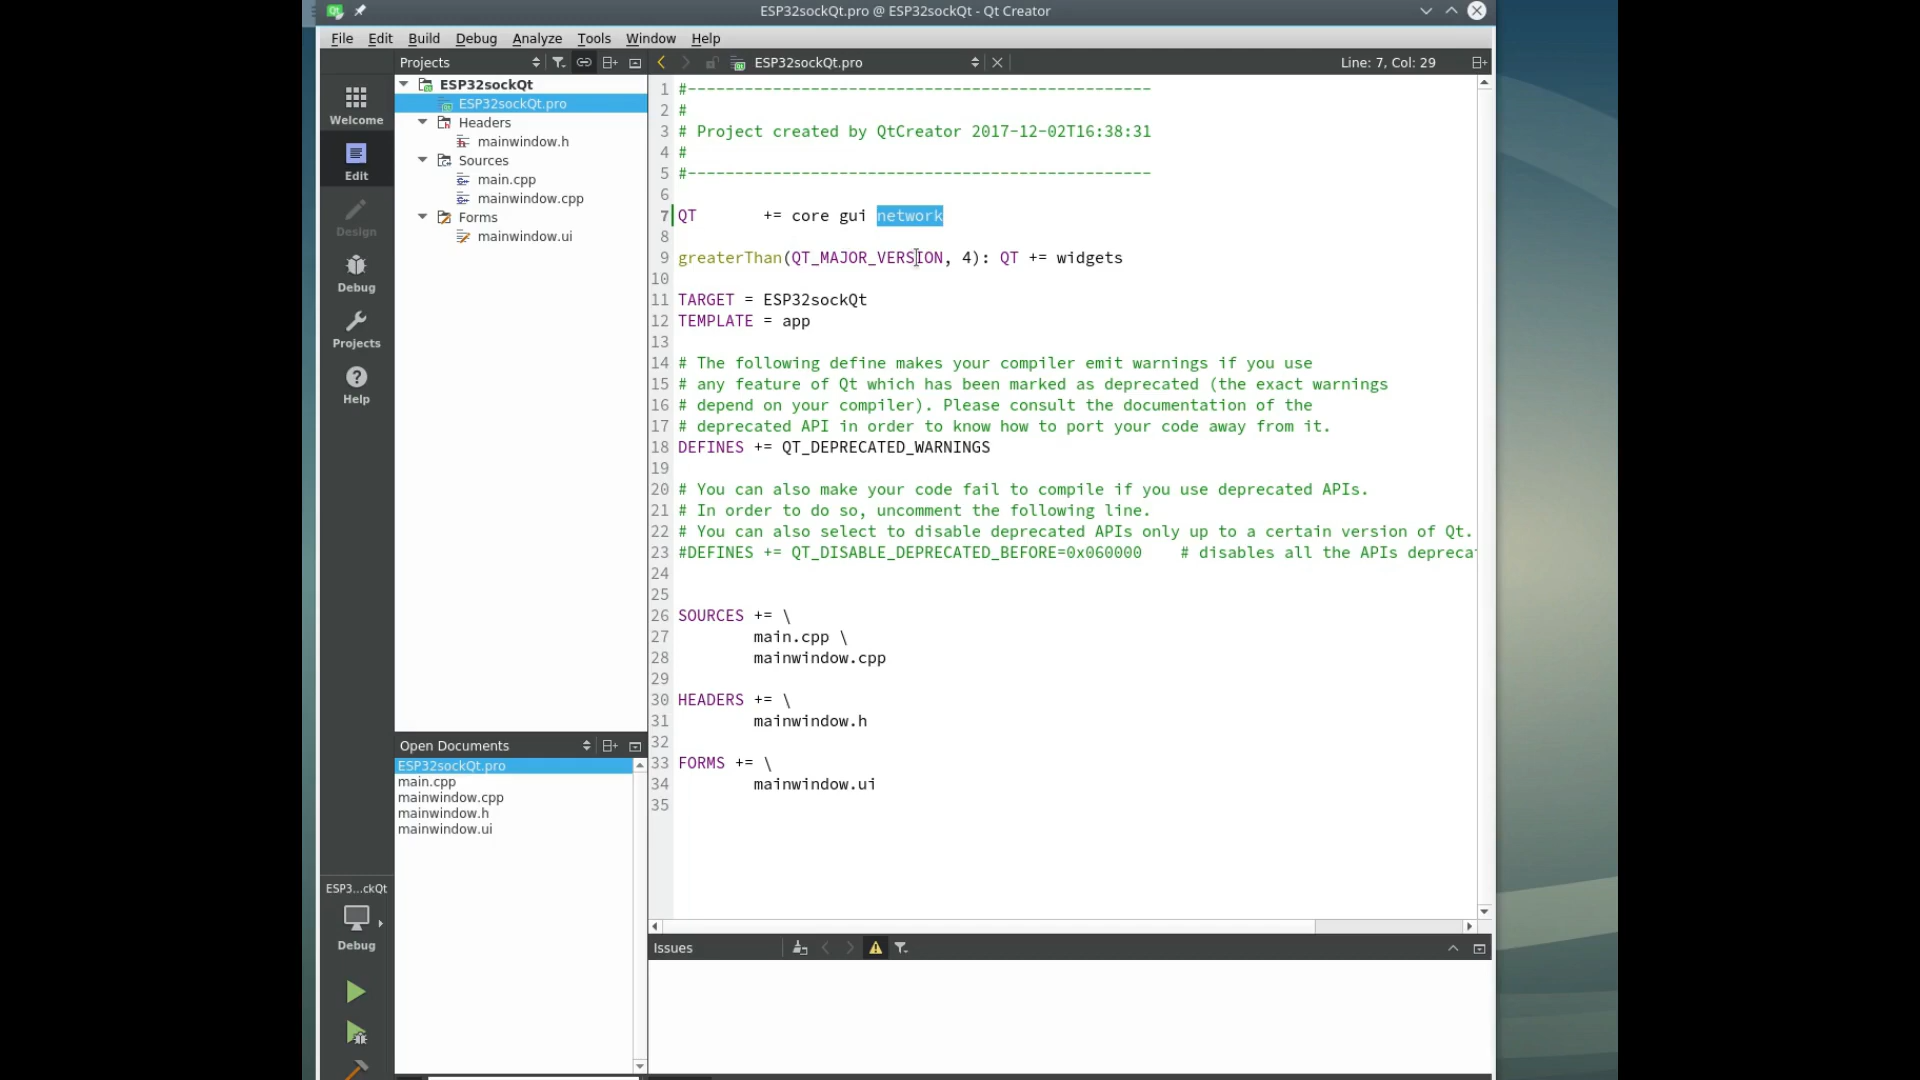 ESP32sockQt.pro @ ESP32sockQt - Qt Creator
File Edit Build Debug Analyze Tools Window Help
Projects
ESP32sockQt.pro
Line: 7, Col: 29
Welcome
Edit
Design
Debug
Projects
Help
ESP32sockQt
ESP32sockQt.pro
Headers
mainwindow.h
Sources
main.cpp
mainwindow.cpp
Forms
mainwindow.ui
1 #-------------------------------------------------
2 #
3 # Project created by QtCreator 2017-12-02T16:38:31
4 #
5 #-------------------------------------------------
6
7 QT       += core gui network
8
9 greaterThan(QT_MAJOR_VERSION, 4): QT += widgets
10
11 TARGET = ESP32sockQt
12 TEMPLATE = app
13
14 # The following define makes your compiler emit warnings if you use
15 # any feature of Qt which has been marked as deprecated (the exact warnings
16 # depend on your compiler). Please consult the documentation of the
17 # deprecated API in order to know how to port your code away from it.
18 DEFINES += QT_DEPRECATED_WARNINGS
19
20 # You can also make your code fail to compile if you use deprecated APIs.
21 # In order to do so, uncomment the following line.
22 # You can also select to disable deprecated APIs only up to a certain version of Qt.
23 #DEFINES += QT_DISABLE_DEPRECATED_BEFORE=0x060000    # disables all the APIs depreca
24
25
26 SOURCES += \
27         main.cpp \
28         mainwindow.cpp
29
30 HEADERS += \
31         mainwindow.h
32
33 FORMS += \
34         mainwindow.ui
35
Open Documents
ESP32sockQt.pro
main.cpp
mainwindow.cpp
mainwindow.h
mainwindow.ui
ESP3...ckQt
Debug
Issues